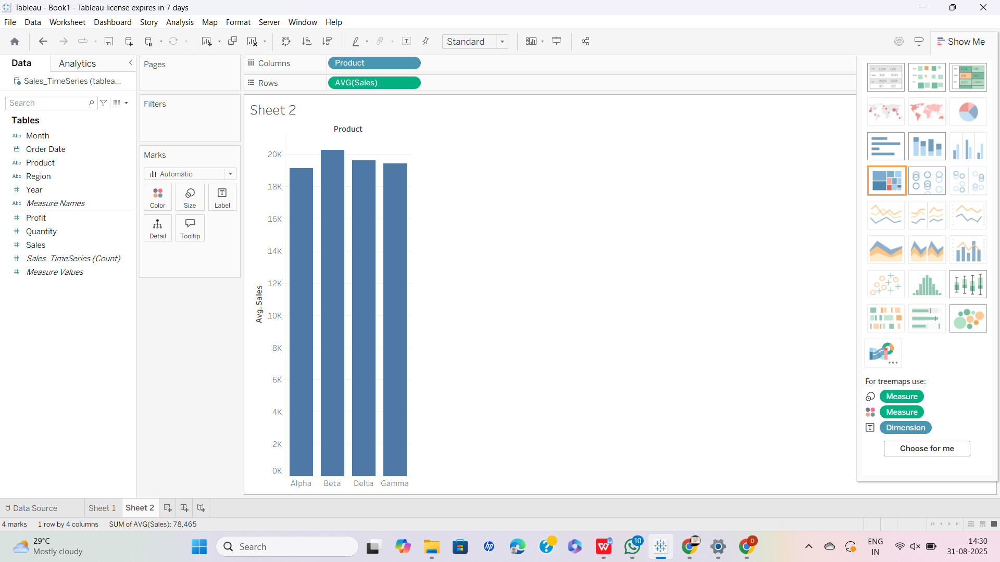 Tableau - Book1 - Tableau license expires in 7 days
File Data Worksheet Dashboard Story Analysis Map Format Server Window Help
Standard
Show Me
Data Analytics
Sales_TimeSeries (tablea...
Search
Tables
Abc Month
Order Date
Abc Product
Abc Region
Year
Abc Measure Names
Profit
Quantity
Sales
Sales_TimeSeries (Count)
Measure Values
Pages
Filters
Marks
Automatic
Color Size Label
Detail Tooltip
Columns Product
Rows AVG(Sales)
Sheet 2
Product
Avg. Sales
20K
18K
16K
14K
12K
10K
8K
6K
4K
2K
0K
Alpha Beta Delta Gamma
For treemaps use:
Measure
Measure
Dimension
Choose for me
Data Source Sheet 1 Sheet 2
4 marks 1 row by 4 columns SUM of AVG(Sales): 78,465
29°C
Mostly cloudy
Search
10
D
ENG
IN
14:30
31-08-2025